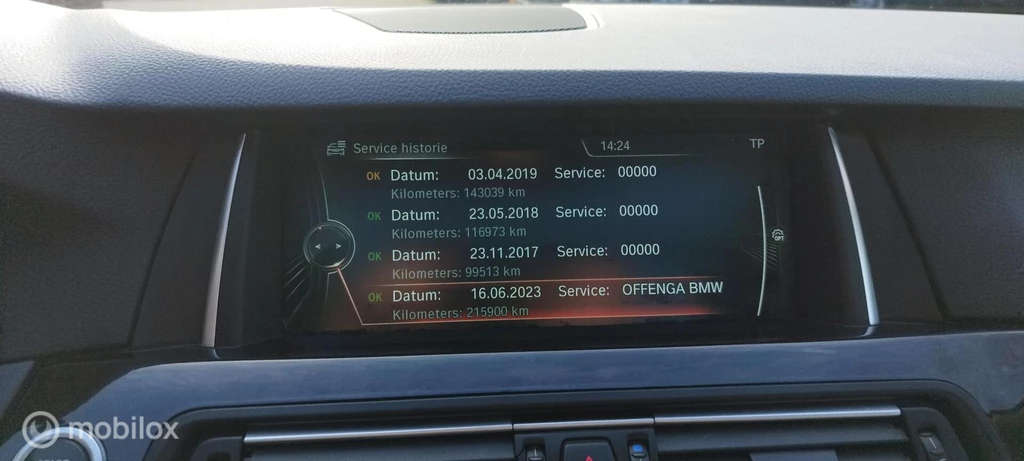 Service historie 14:24 TP
OK Datum: 03.04.2019 Service: 00000
Kilometers: 143039 km
OK Datum: 23.05.2018 Service: 00000
Kilometers: 116973 km
OK Datum: 23.11.2017 Service: 00000
Kilometers: 99513 km
OK Datum: 16.06.2023 Service: OFFENGA BMW
Kilometers: 215900 km
OPT
mobilox